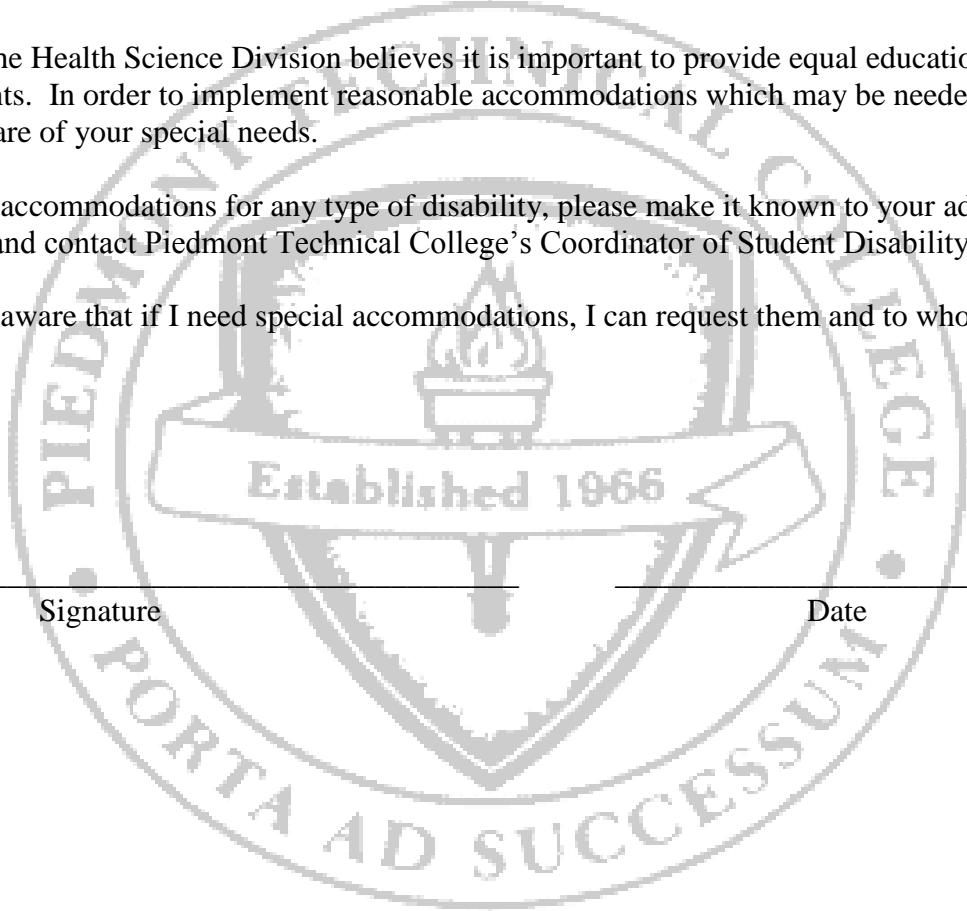 he Health Science Division believes it is important to provide equal educatio
nts. In order to implement reasonable accommodations which may be neede
are of your special needs.
accommodations for any type of disability, please make it known to your ad
and contact Piedmont Technical College’s Coordinator of Student Disability
aware that if I need special accommodations, I can request them and to who
Signature Date
PIEDMONT TECHNICAL COLLEGE
Established 1966
PORTA AD SUCCESSUM